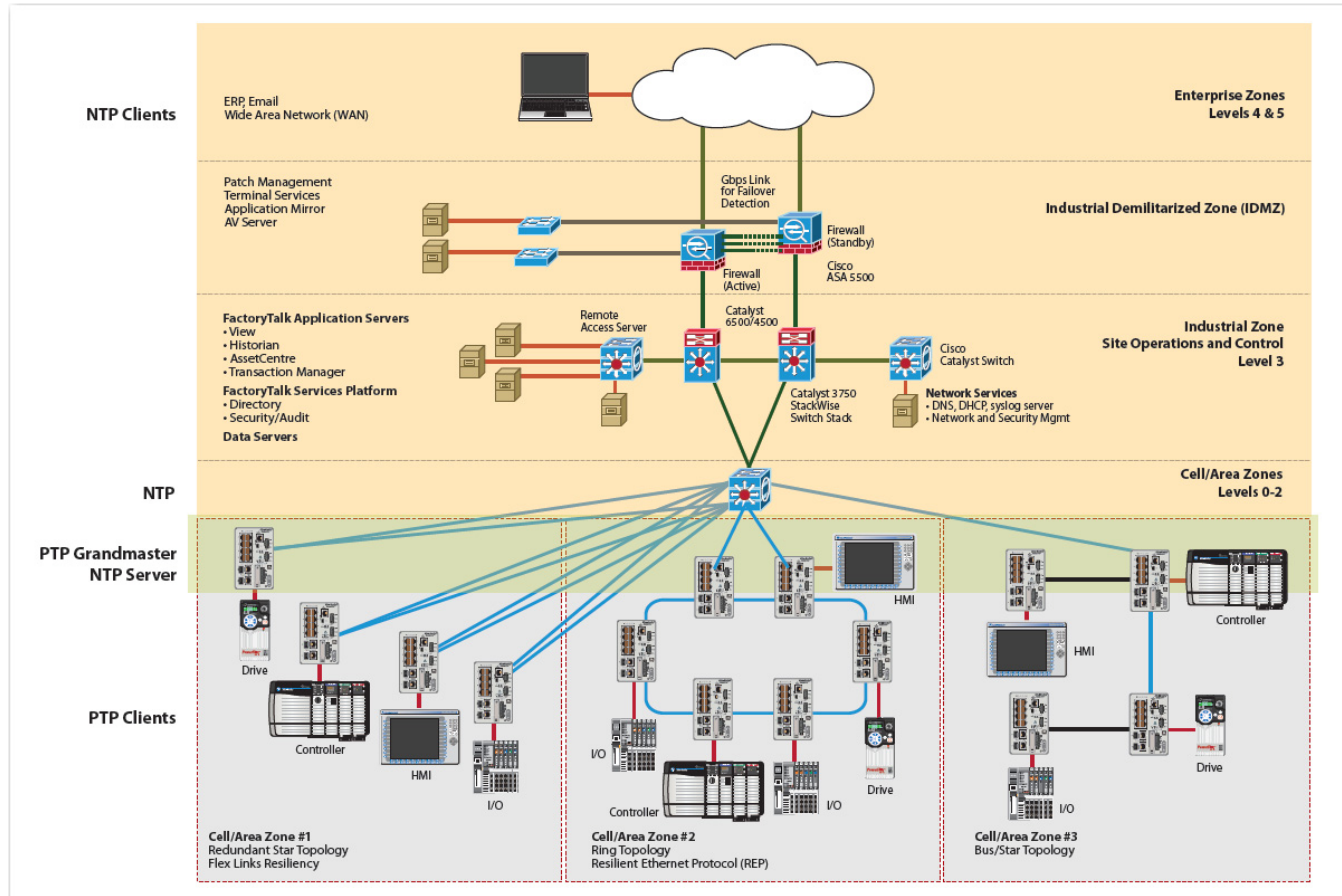 NTP Clients
ERP, Email
Wide Area Network (WAN)
Enterprise Zones
Levels 4 & 5
Patch Management
Terminal Services
Application Mirror
AV Server
Gbps Link
for Failover
Detection
Industrial Demilitarized Zone (IDMZ)
Firewall
(Standby)
Firewall
(Active)
Cisco
ASA 5500
FactoryTalk Application Servers
• View
• Historian
• AssetCentre
• Transaction Manager
FactoryTalk Services Platform
• Directory
• Security/Audit
Data Servers
Remote
Access Server
Catalyst
6500/4500
Industrial Zone
Site Operations and Control
Level 3
Cisco
Catalyst Switch
Catalyst 3750
StackWise
Switch Stack
Network Services
• DNS, DHCP, syslog server
• Network and Security Mgmt
NTP
Cell/Area Zones
Levels 0-2
PTP Grandmaster
NTP Server
PTP Clients
Drive
Controller
HMI
I/O
Cell/Area Zone #1
Redundant Star Topology
Flex Links Resiliency
HMI
I/O
Controller
I/O
Drive
Cell/Area Zone #2
Ring Topology
Resilient Ethernet Protocol (REP)
Controller
HMI
Drive
I/O
Cell/Area Zone #3
Bus/Star Topology